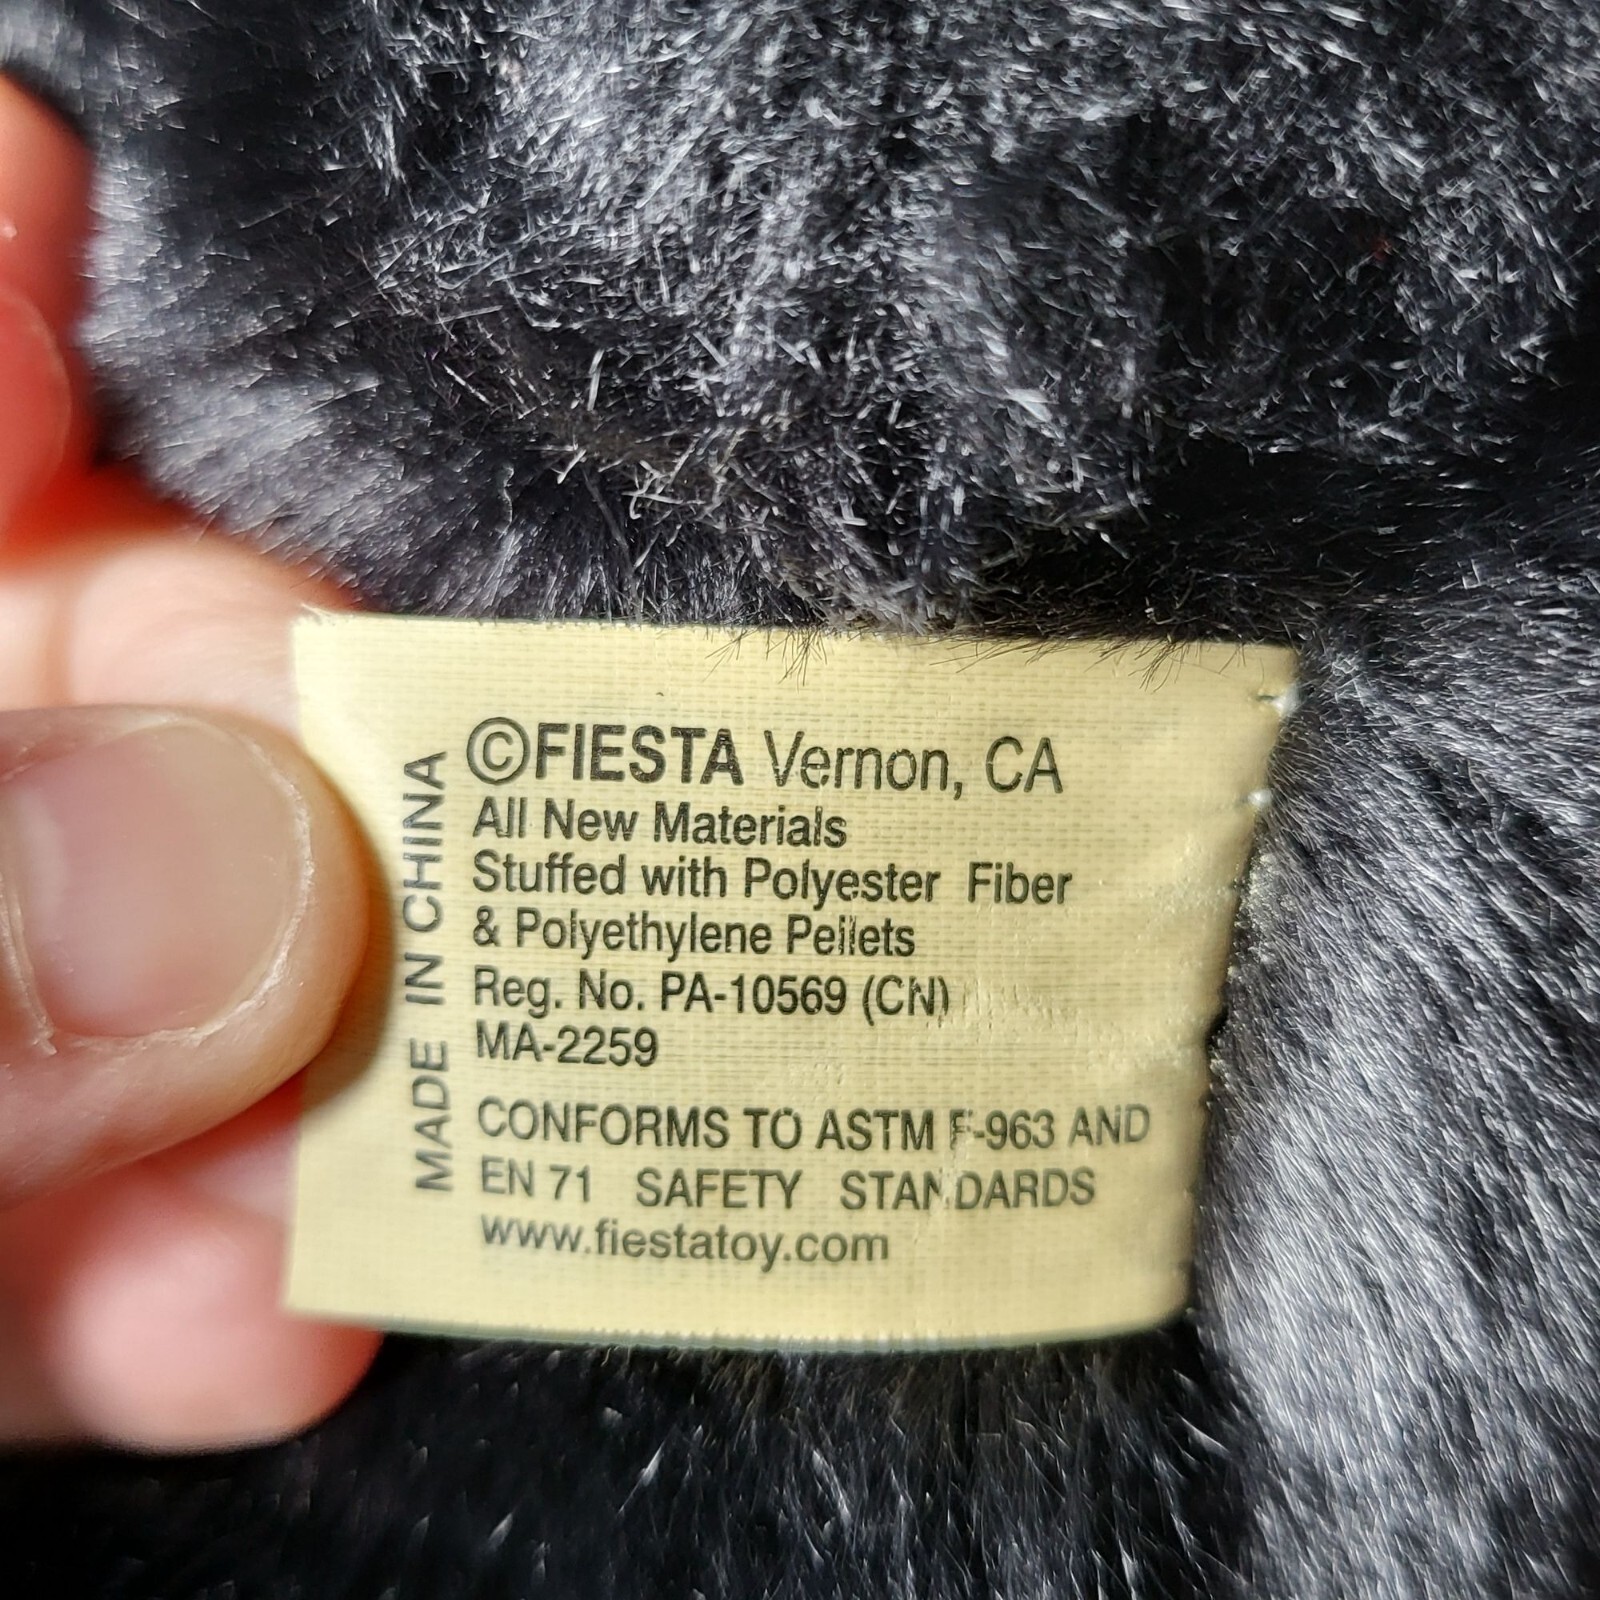 ©FIESTA Vernon, CA
All New Materials
Stuffed with Polyester Fiber
& Polyethylene Pellets
Reg. No. PA-10569 (CN)
MA-2259
CONFORMS TO ASTM F-963 AND
EN 71 SAFETY STANDARDS
www.fiestatoy.com
MADE IN CHINA